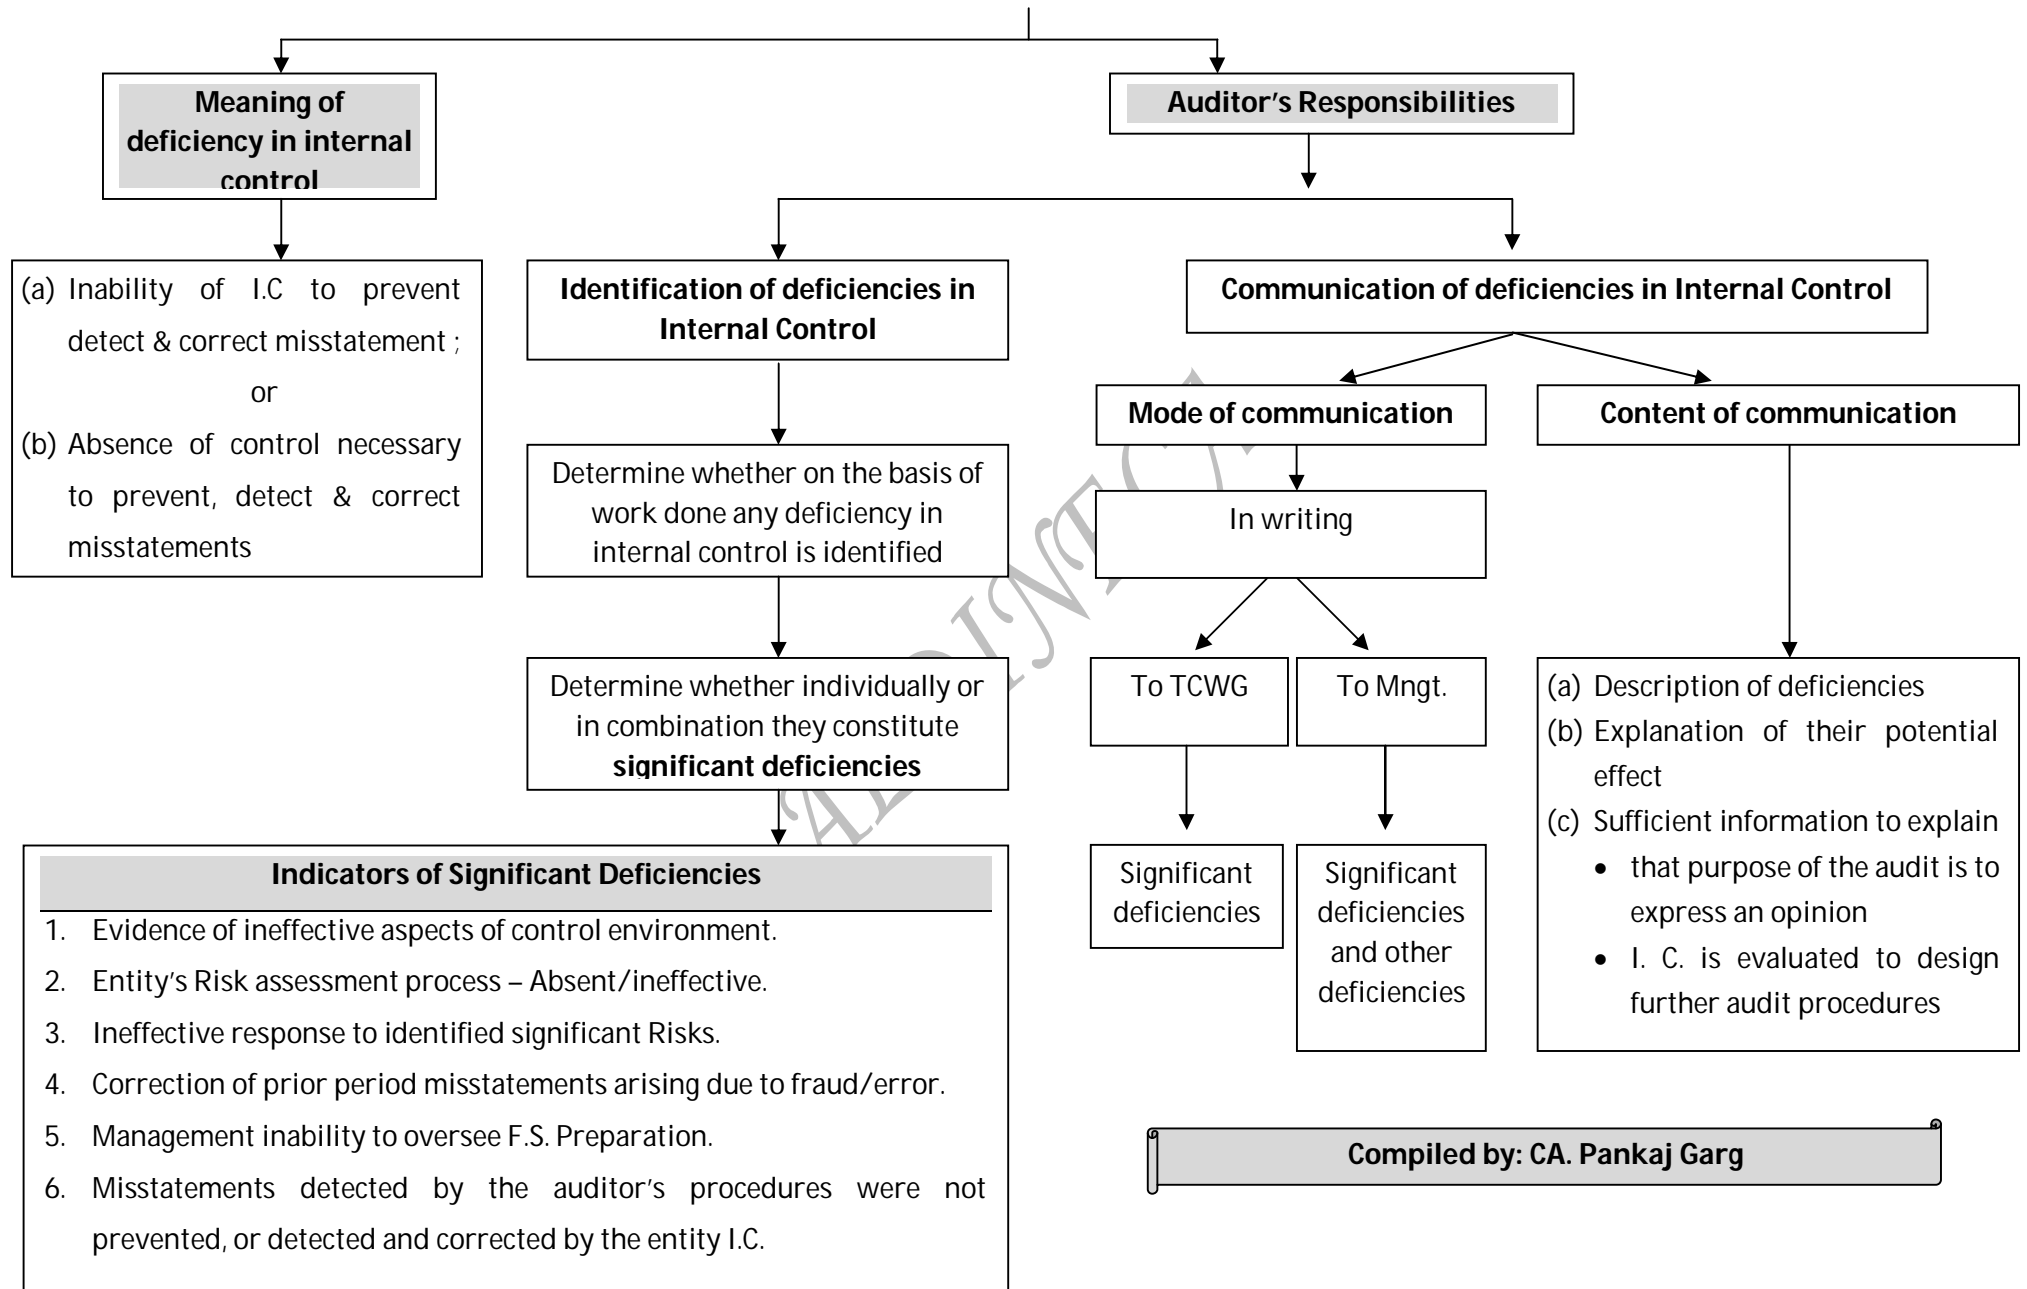 Meaning of
deficiency in internal
control
Auditor’s Responsibilities
(a) Inability of I.C to prevent
detect & correct misstatement ;
or
(b) Absence of control necessary
to prevent, detect & correct
misstatements
Identification of deficiencies in
Internal Control
Determine whether on the basis of
work done any deficiency in
internal control is identified
Determine whether individually or
in combination they constitute
significant deficiencies
Indicators of Significant Deficiencies
1. Evidence of ineffective aspects of control environment.
2. Entity’s Risk assessment process – Absent/ineffective.
3. Ineffective response to identified significant Risks.
4. Correction of prior period misstatements arising due to fraud/error.
5. Management inability to oversee F.S. Preparation.
6. Misstatements detected by the auditor’s procedures were not
prevented, or detected and corrected by the entity I.C.
Communication of deficiencies in Internal Control
Mode of communication
In writing
To TCWG
Significant
deficiencies
To Mngt.
Significant
deficiencies
and other
deficiencies
Content of communication
(a) Description of deficiencies
(b) Explanation of their potential
effect
(c) Sufficient information to explain
• that purpose of the audit is to
express an opinion
• I. C. is evaluated to design
further audit procedures
Compiled by: CA. Pankaj Garg